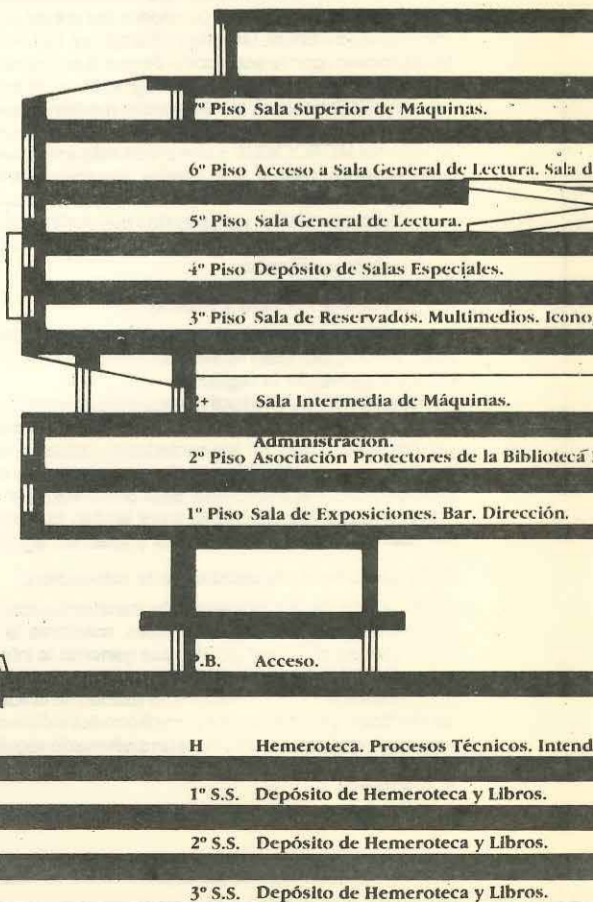 7º Piso Sala Superior de Máquinas.
6º Piso Acceso a Sala General de Lectura. Sala d
5º Piso Sala General de Lectura.
4º Piso Depósito de Salas Especiales.
3º Piso Sala de Reservados. Multimedios. Icono
2+ Sala Intermedia de Máquinas.
Administración.
2º Piso Asociación Protectores de la Biblioteca
1º Piso Sala de Exposiciones. Bar. Dirección.
P.B. Acceso.
H Hemeroteca. Procesos Técnicos. Intend
1º S.S. Depósito de Hemeroteca y Libros.
2º S.S. Depósito de Hemeroteca y Libros.
3º S.S. Depósito de Hemeroteca y Libros.